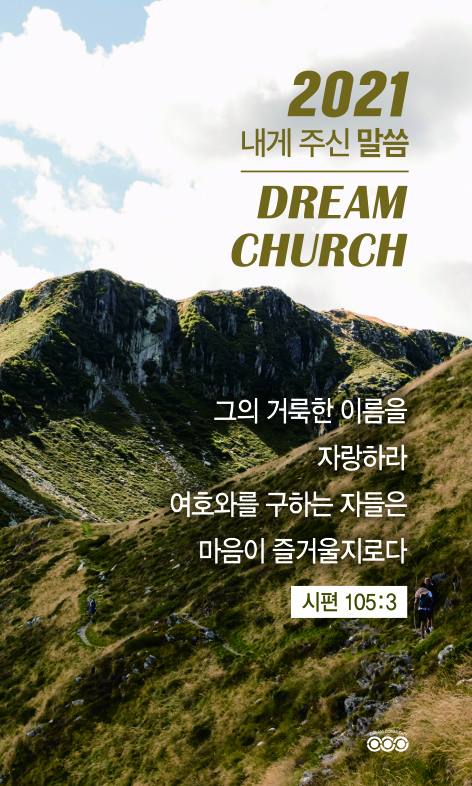 2021
내게 주신 말씀
DREAM
CHURCH
그의 거룩한 이름을
자랑하라
여호와를 구하는 자들은
마음이 즐거울지로다
시편 105:3